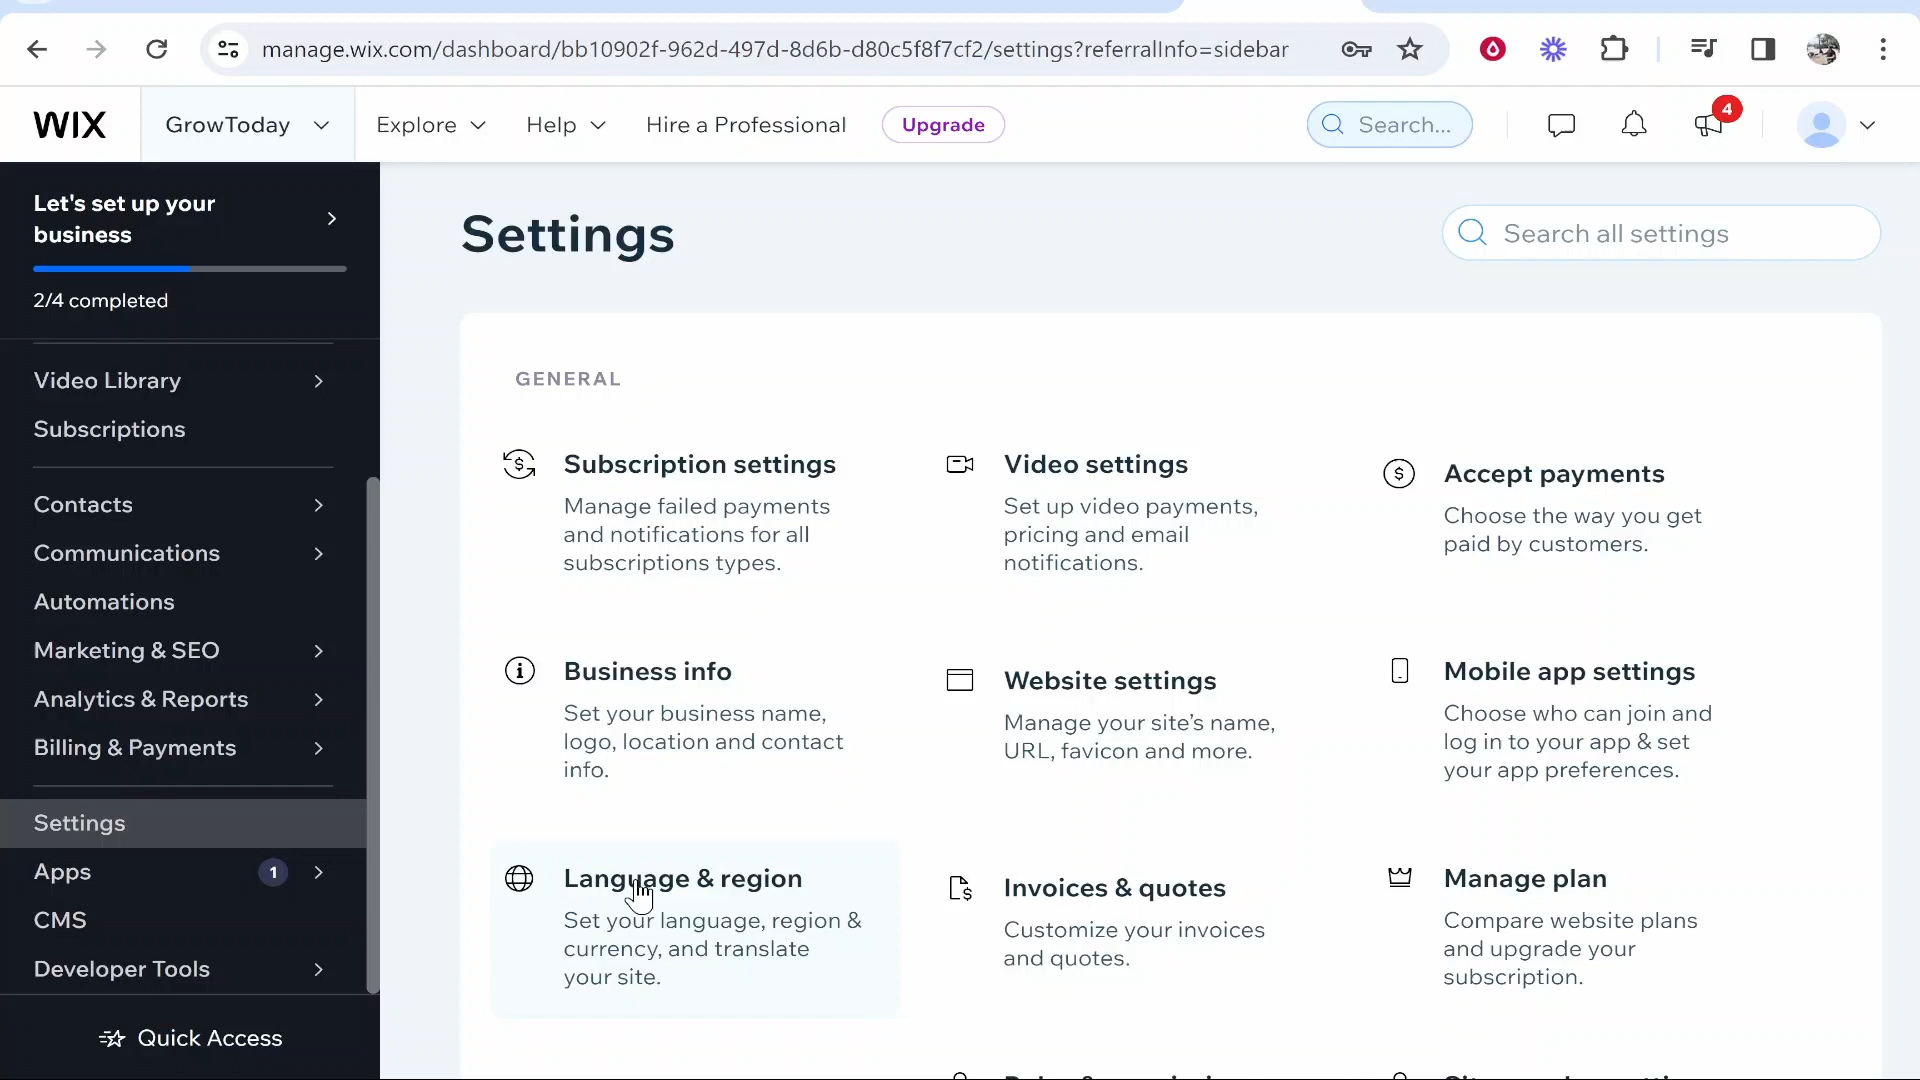 manage.wix.com/dashboard/bb10902f-962d-497d-8d6b-d80c5f8f7cf2/settings?referralInfo=sidebar
WIX
GrowToday
Explore
Help
Hire a Professional
Upgrade
Search...
4
Let's set up your
business
2/4 completed
Video Library
Subscriptions
Contacts
Communications
Automations
Marketing & SEO
Analytics & Reports
Billing & Payments
Settings
Apps
1
CMS
Developer Tools
Quick Access
Settings
Search all settings
GENERAL
Subscription settings
Manage failed payments
and notifications for all
subscriptions types.
Video settings
Set up video payments,
pricing and email
notifications.
Accept payments
Choose the way you get
paid by customers.
Business info
Set your business name,
logo, location and contact
info.
Website settings
Manage your site's name,
URL, favicon and more.
Mobile app settings
Choose who can join and
log in to your app & set
your app preferences.
Language & region
Set your language, region &
currency, and translate
your site.
Invoices & quotes
Customize your invoices
and quotes.
Manage plan
Compare website plans
and upgrade your
subscription.